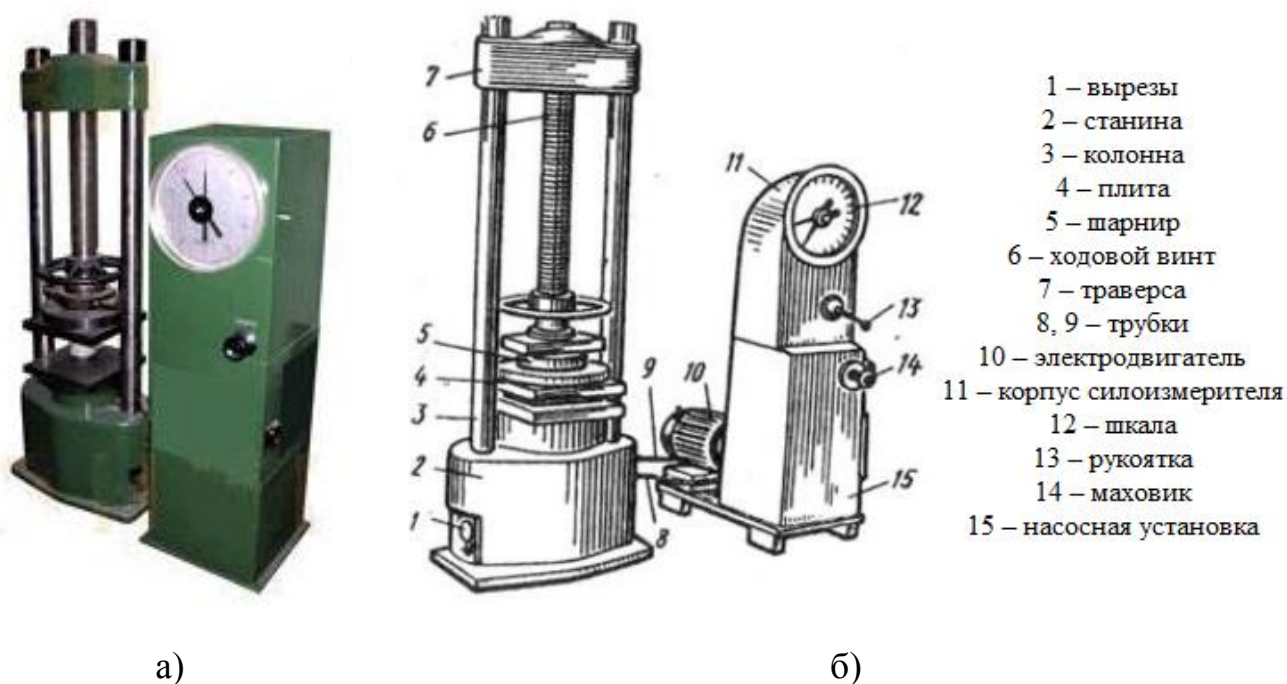 7
6
5
4
3
2
1
11
12
13
14
9
10
15
8
1 – вырезы
2 – станина
3 – колонна
4 – плита
5 – шарнир
6 – ходовой винт
7 – траверса
8, 9 – трубки
10 – электродвигатель
11 – корпус силоизмерителя
12 – шкала
13 – рукоятка
14 – маховик
15 – насосная установка
а)
б)